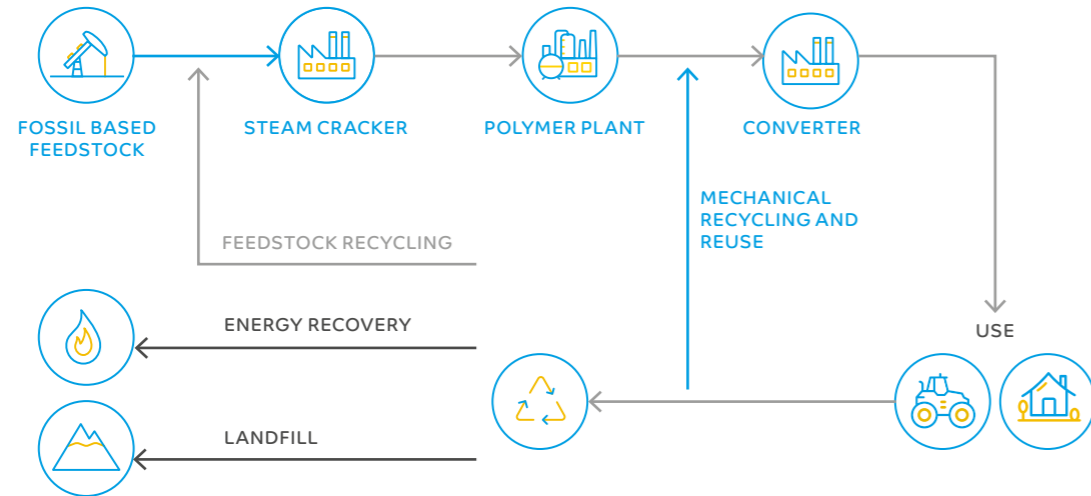 FOSSIL BASED
FEEDSTOCK
STEAM CRACKER
POLYMER PLANT
CONVERTER
MECHANICAL
RECYCLING AND
REUSE
FEEDSTOCK RECYCLING
ENERGY RECOVERY
USE
LANDFILL